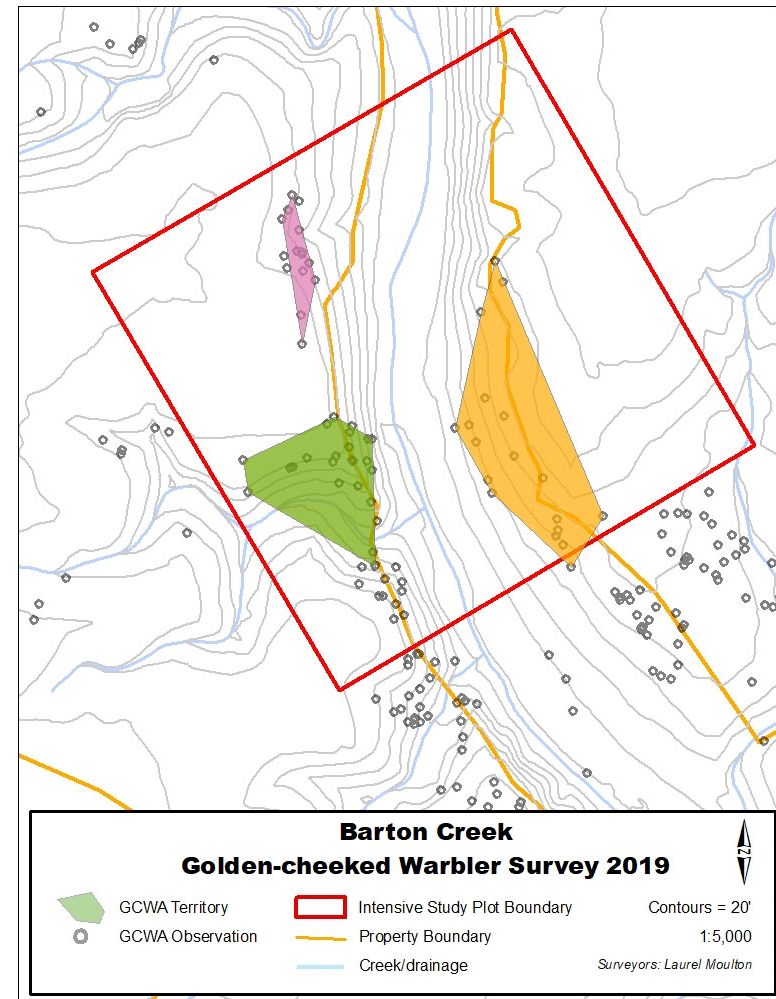 Barton Creek
Golden-cheeked Warbler Survey 2019
N
GCWA Territory
Intensive Study Plot Boundary
Contours = 20'
GCWA Observation
Property Boundary
1:5,000
Creek/drainage
Surveyors: Laurel Moulton